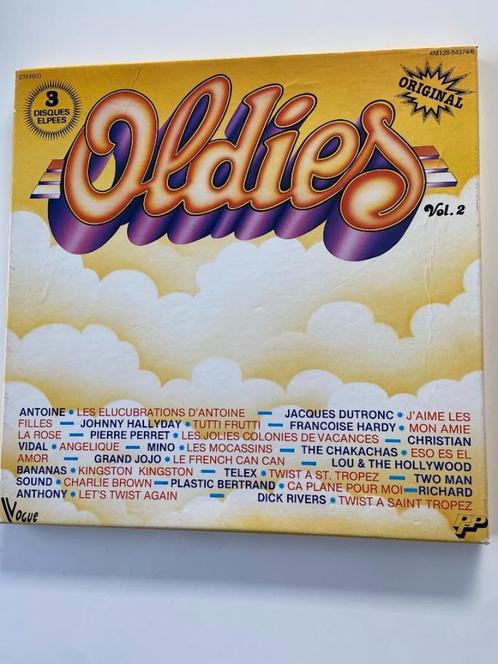 STEREO
4M128-54374/6
3
DISQUES
ELPEES
ORIGINAL
Oldies
Vol. 2
ANTOINE • LES ELUCUBRATIONS D'ANTOINE — JACQUES DUTRONC • J'AIME LES
FILLES — JOHNNY HALLYDAY • TUTTI FRUTTI — FRANCOISE HARDY • MON AMIE
LA ROSE — PIERRE PERRET • LES JOLIES COLONIES DE VACANCES — CHRISTIAN
VIDAL • ANGELIQUE — MINO • LES MOCASSINS — THE CHAKACHAS • ESO ES EL
AMOR — GRAND JOJO • LE FRENCH CAN CAN — LOU & THE HOLLYWOOD
BANANAS • KINGSTON KINGSTON — TELEX • TWIST A ST. TROPEZ — TWO MAN
SOUND • CHARLIE BROWN — PLASTIC BERTRAND • CA PLANE POUR MOI — RICHARD
ANTHONY • LET'S TWIST AGAIN — DICK RIVERS • TWIST A SAINT TROPEZ
VOGUE